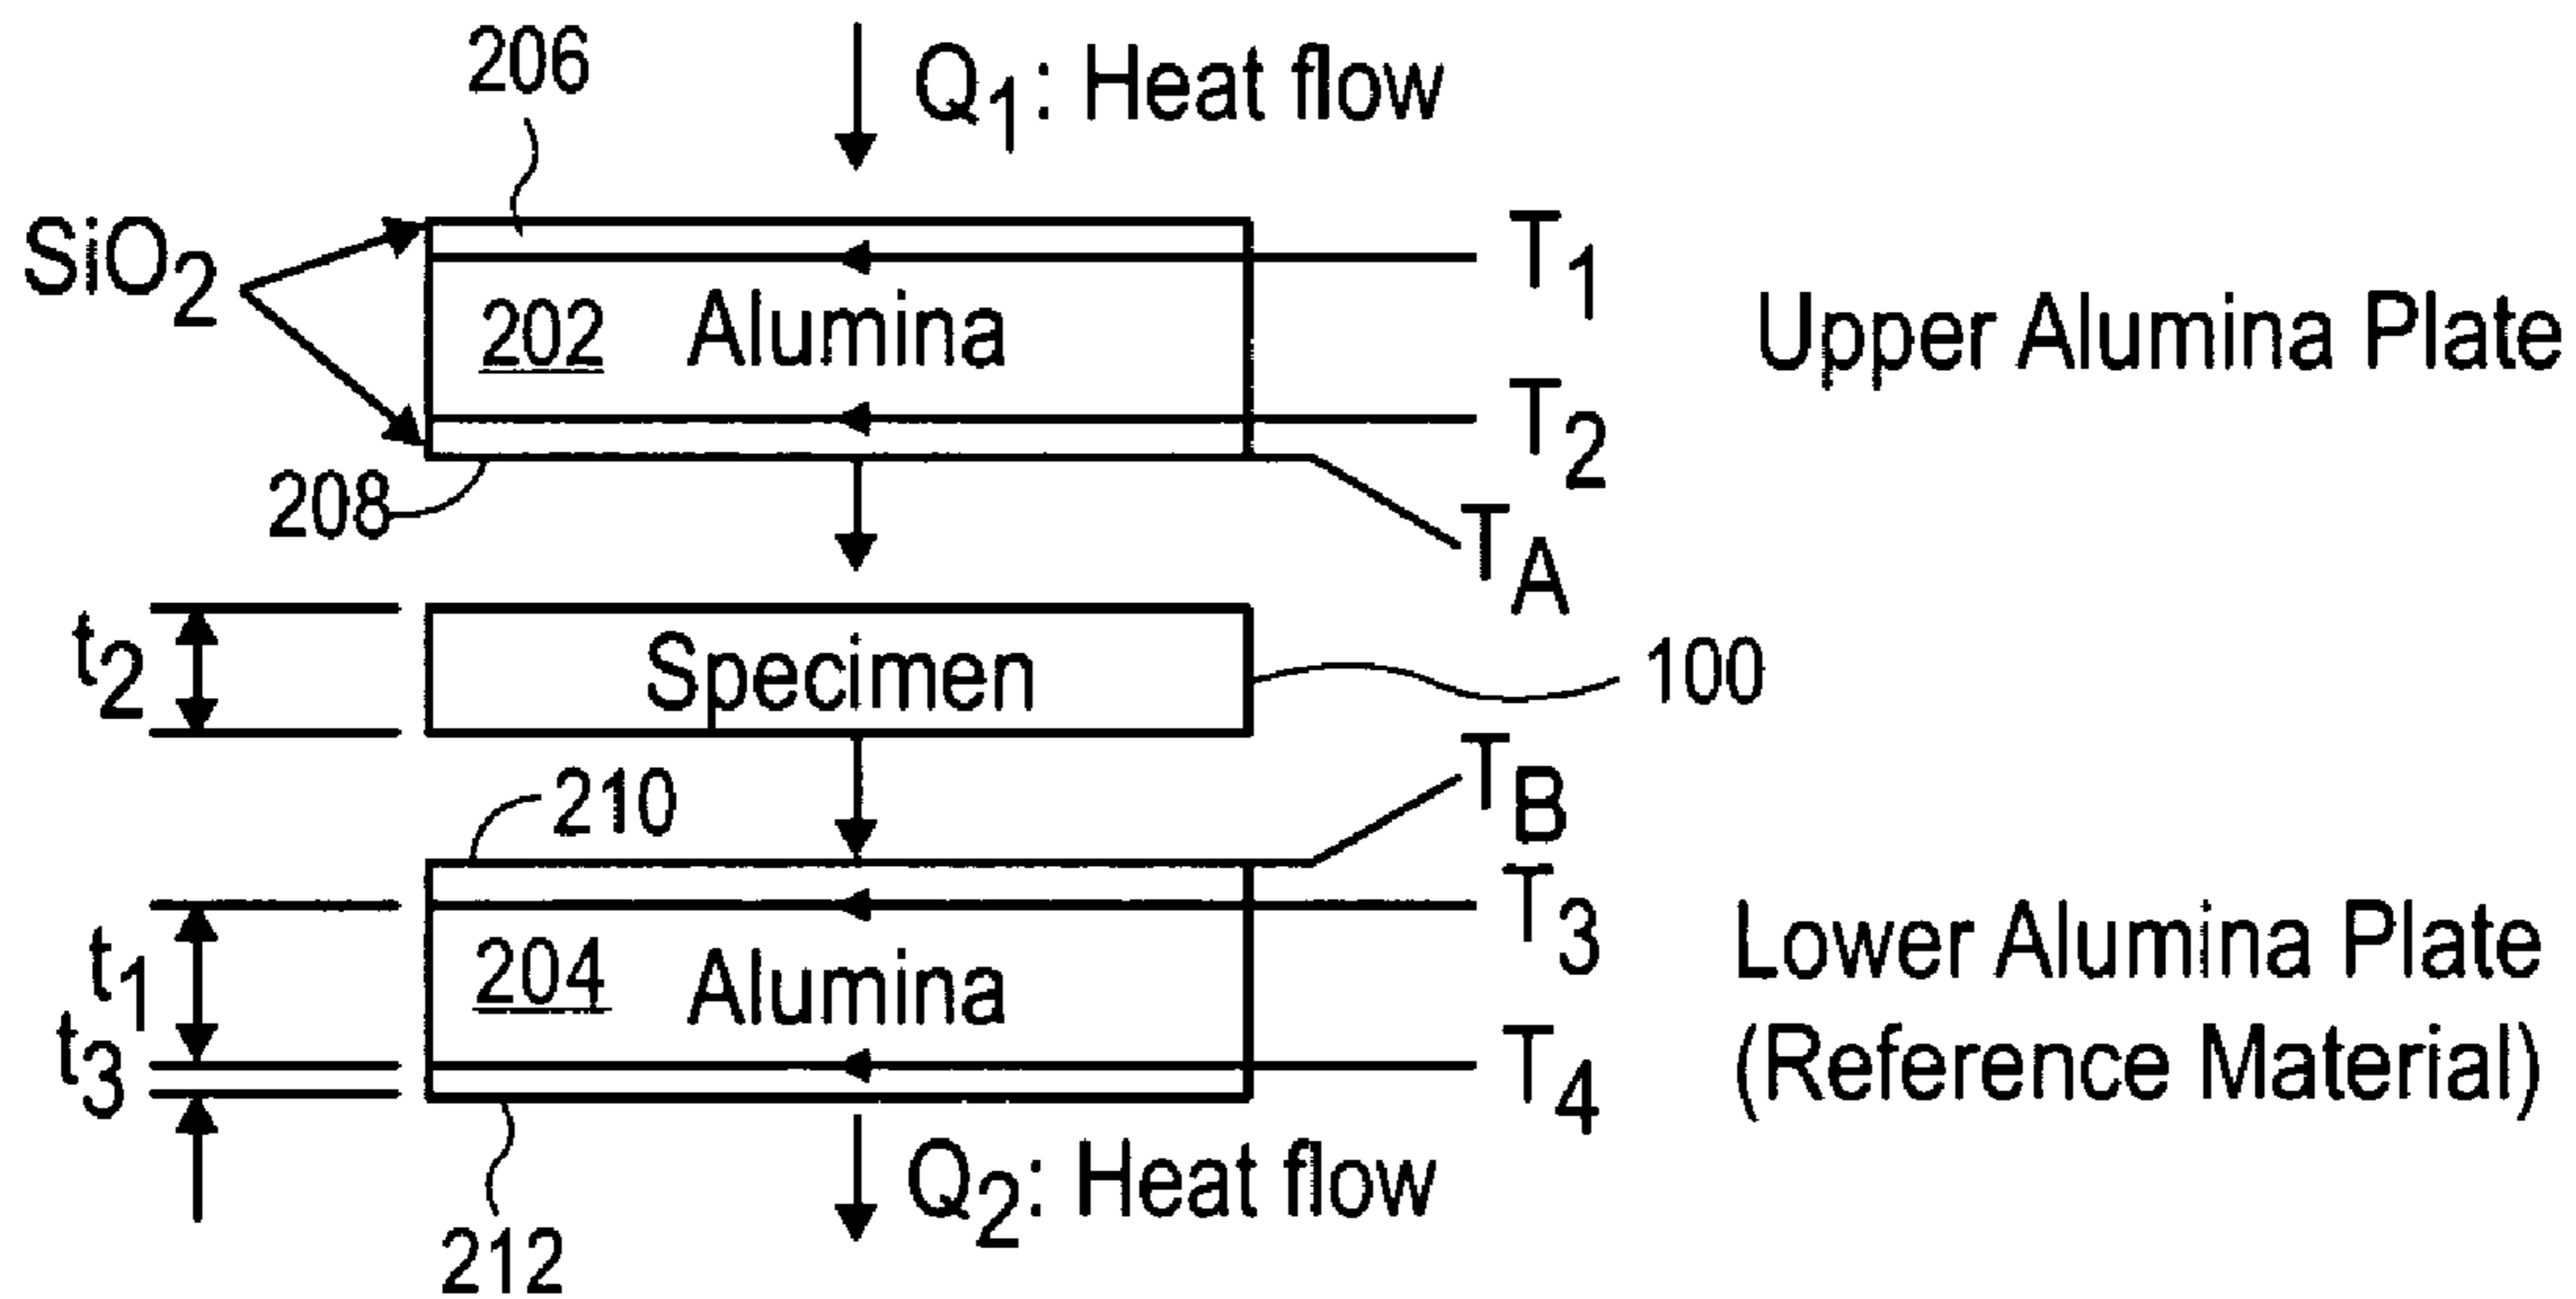 206
Q1: Heat flow
SiO2
T1
202 Alumina
Upper Alumina Plate
T2
208
TA
t2
Specimen
100
TB
210
T3
t1
204 Alumina
Lower Alumina Plate
(Reference Material)
t3
T4
Q2: Heat flow
212